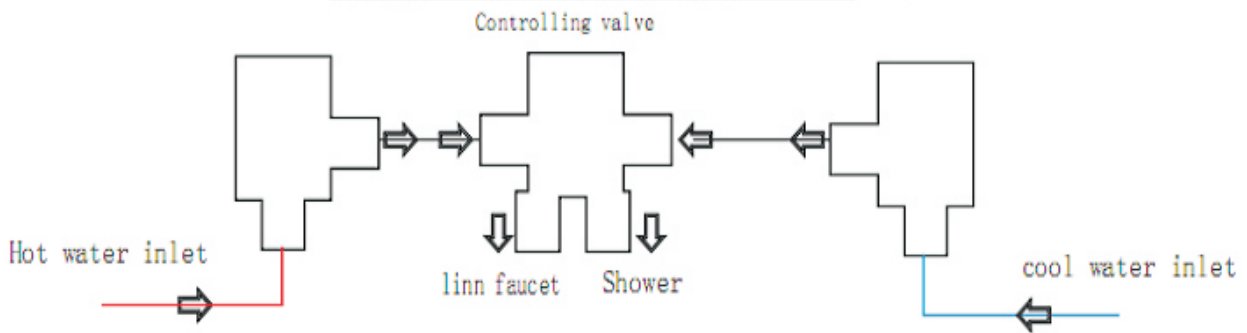 Controlling valve
Hot water inlet
linn faucet
Shower
cool water inlet